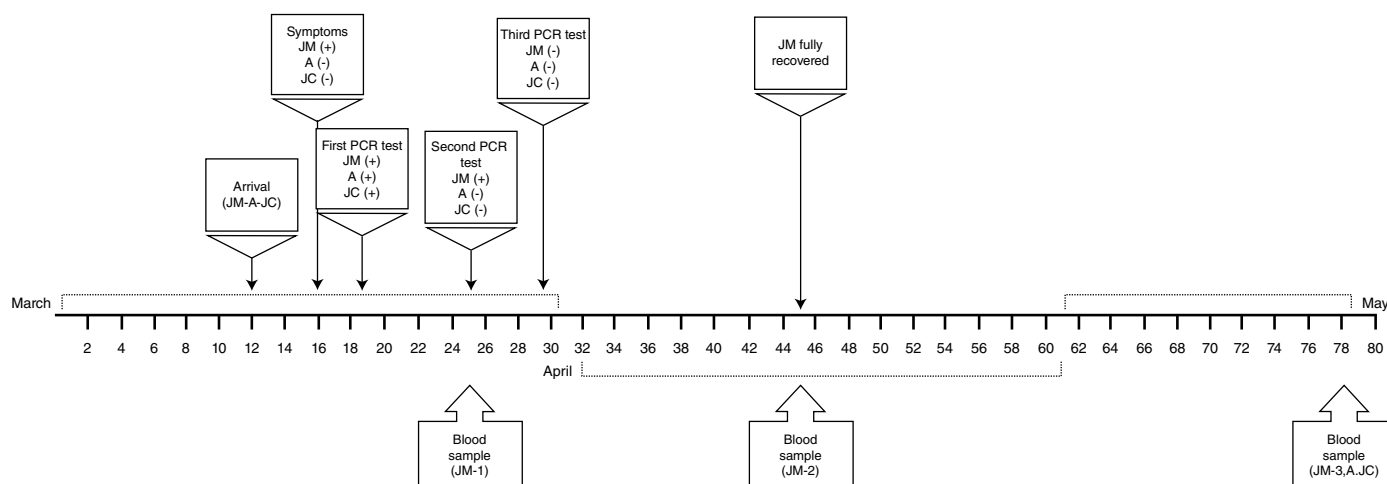 Symptoms
JM (+)
A (-)
JC (-)
Third PCR test
JM (-)
A (-)
JC (-)
JM fully
recovered
First PCR test
JM (+)
A (+)
JC (+)
Second PCR
test
JM (+)
A (-)
JC (-)
Arrival
(JM-A-JC)
March
May
2 4 6 8 10 12 14 16 18 20 22 24 26 28 30 32 34 36 38 40 42 44 46 48 50 52 54 56 58 60 62 64 66 68 70 72 74 76 78 80
April
Blood
sample
(JM-1)
Blood
sample
(JM-2)
Blood
sample
(JM-3,A.JC)